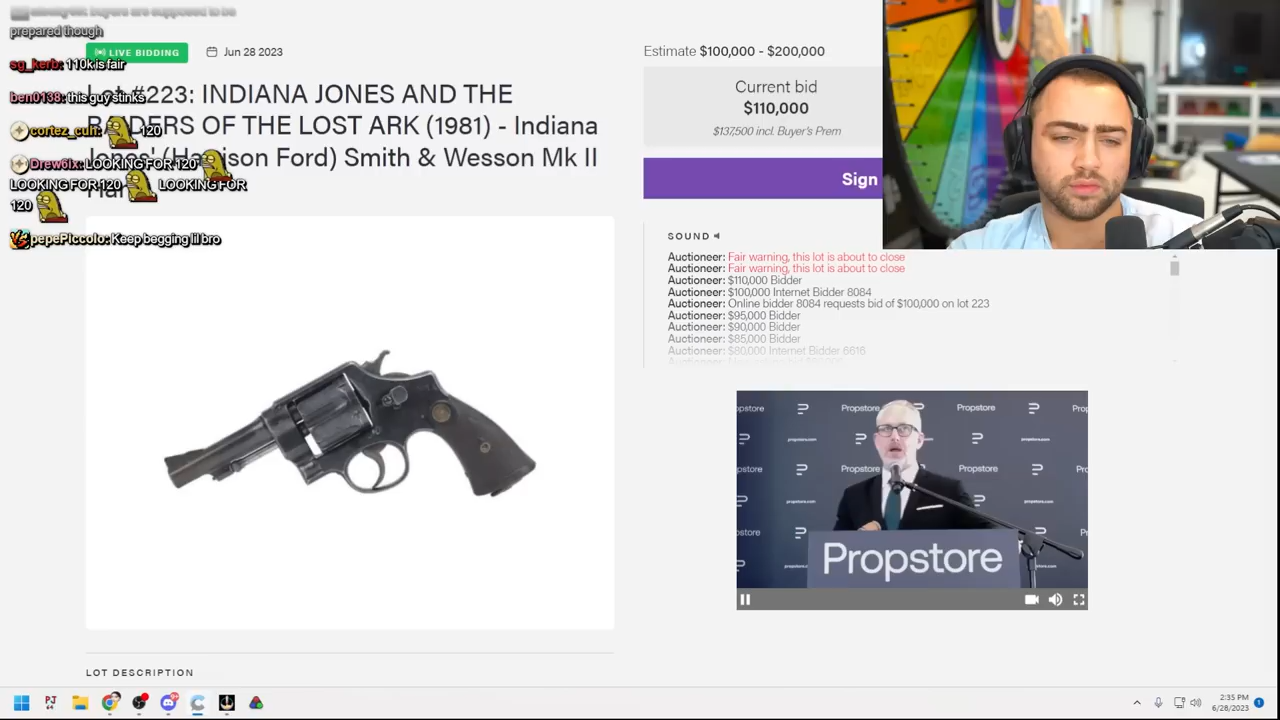 prepared though
sg_kerb: 110k is fair
ben0138: this guy stinks
cortez_cult: 120
Drew6ix: LOOKING FOR 120
LOOKING FOR 120 LOOKING FOR
120
pepePiccolo: Keep begging lil bro
LIVE BIDDING
Jun 28 2023
223: INDIANA JONES AND THE
OF THE LOST ARK (1981) - Indiana
Smith & Wesson Mk II
LOT DESCRIPTION
Estimate $100,000 - $200,000
Current bid
$110,000
$137,500 incl. Buyer's Prem
Sign
SOUND
Auctioneer: Fair warning, this lot is about to close
Auctioneer: Fair warning, this lot is about to close
Auctioneer: $110,000 Bidder
Auctioneer: $100,000 Internet Bidder 8084
Auctioneer: Online bidder 8084 requests bid of $100,000 on lot 223
Auctioneer: $95,000 Bidder
Auctioneer: $90,000 Bidder
Auctioneer: $85,000 Bidder
Auctioneer: $80,000 Internet Bidder 6616
Propstore
Propstore
Propstore
Propstore
Propstore
2:35 PM
6/28/2023